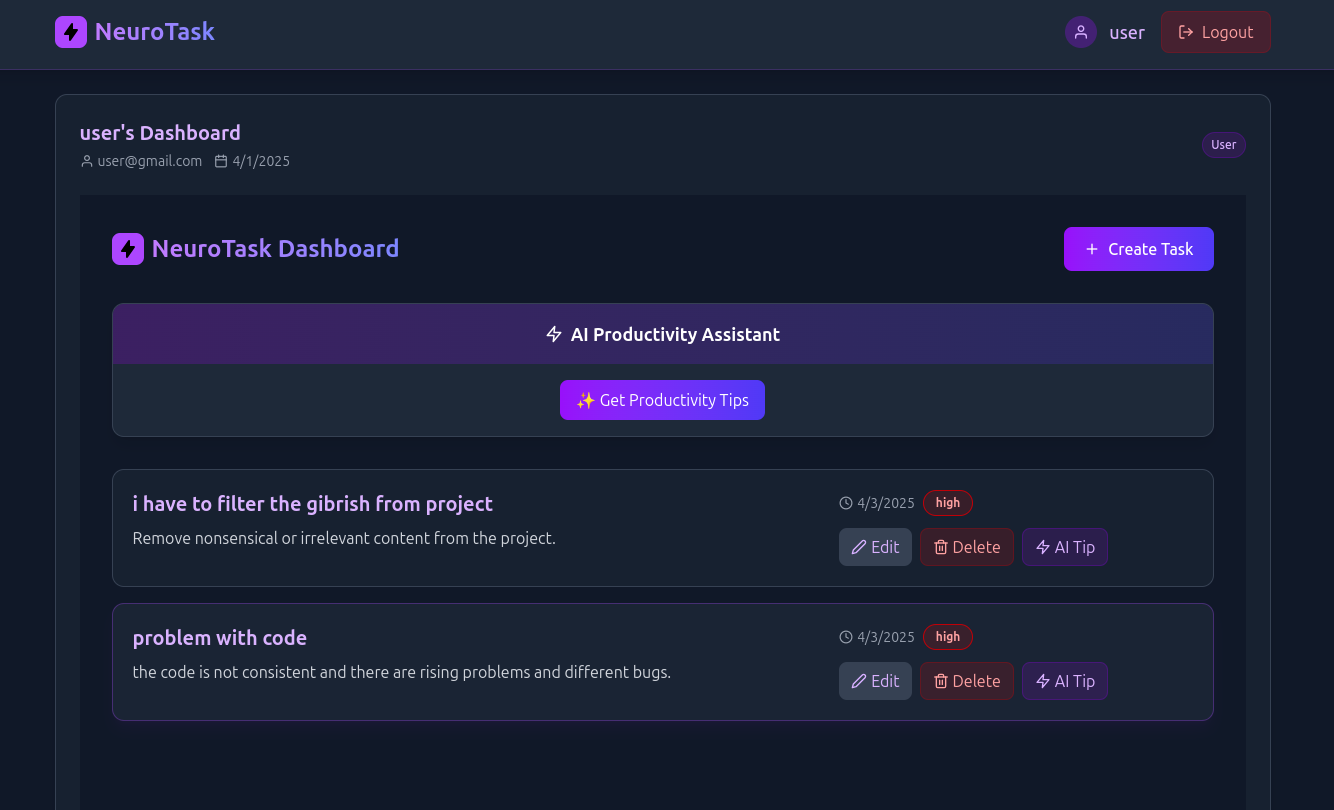 NeuroTask
user
Logout
user's Dashboard
user@gmail.com 4/1/2025
User
NeuroTask Dashboard
Create Task
AI Productivity Assistant
✨ Get Productivity Tips
i have to filter the gibrish from project
4/3/2025 high
Remove nonsensical or irrelevant content from the project.
Edit Delete AI Tip
problem with code
4/3/2025 high
the code is not consistent and there are rising problems and different bugs.
Edit Delete AI Tip